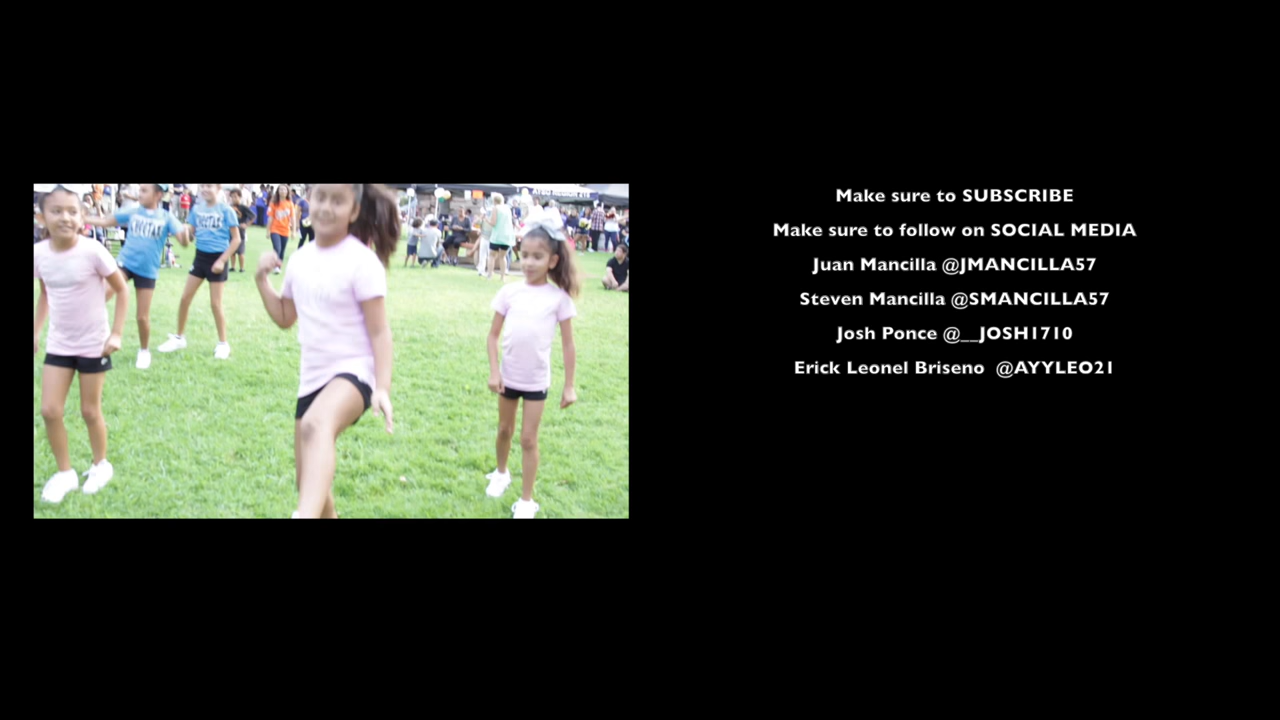 Make sure to SUBSCRIBE
Make sure to follow on SOCIAL MEDIA
Juan Mancilla @JMANCILLA57
Steven Mancilla @SMANCILLA57
Josh Ponce @__JOSH1710
Erick Leonel Briseno @AYYLEO21